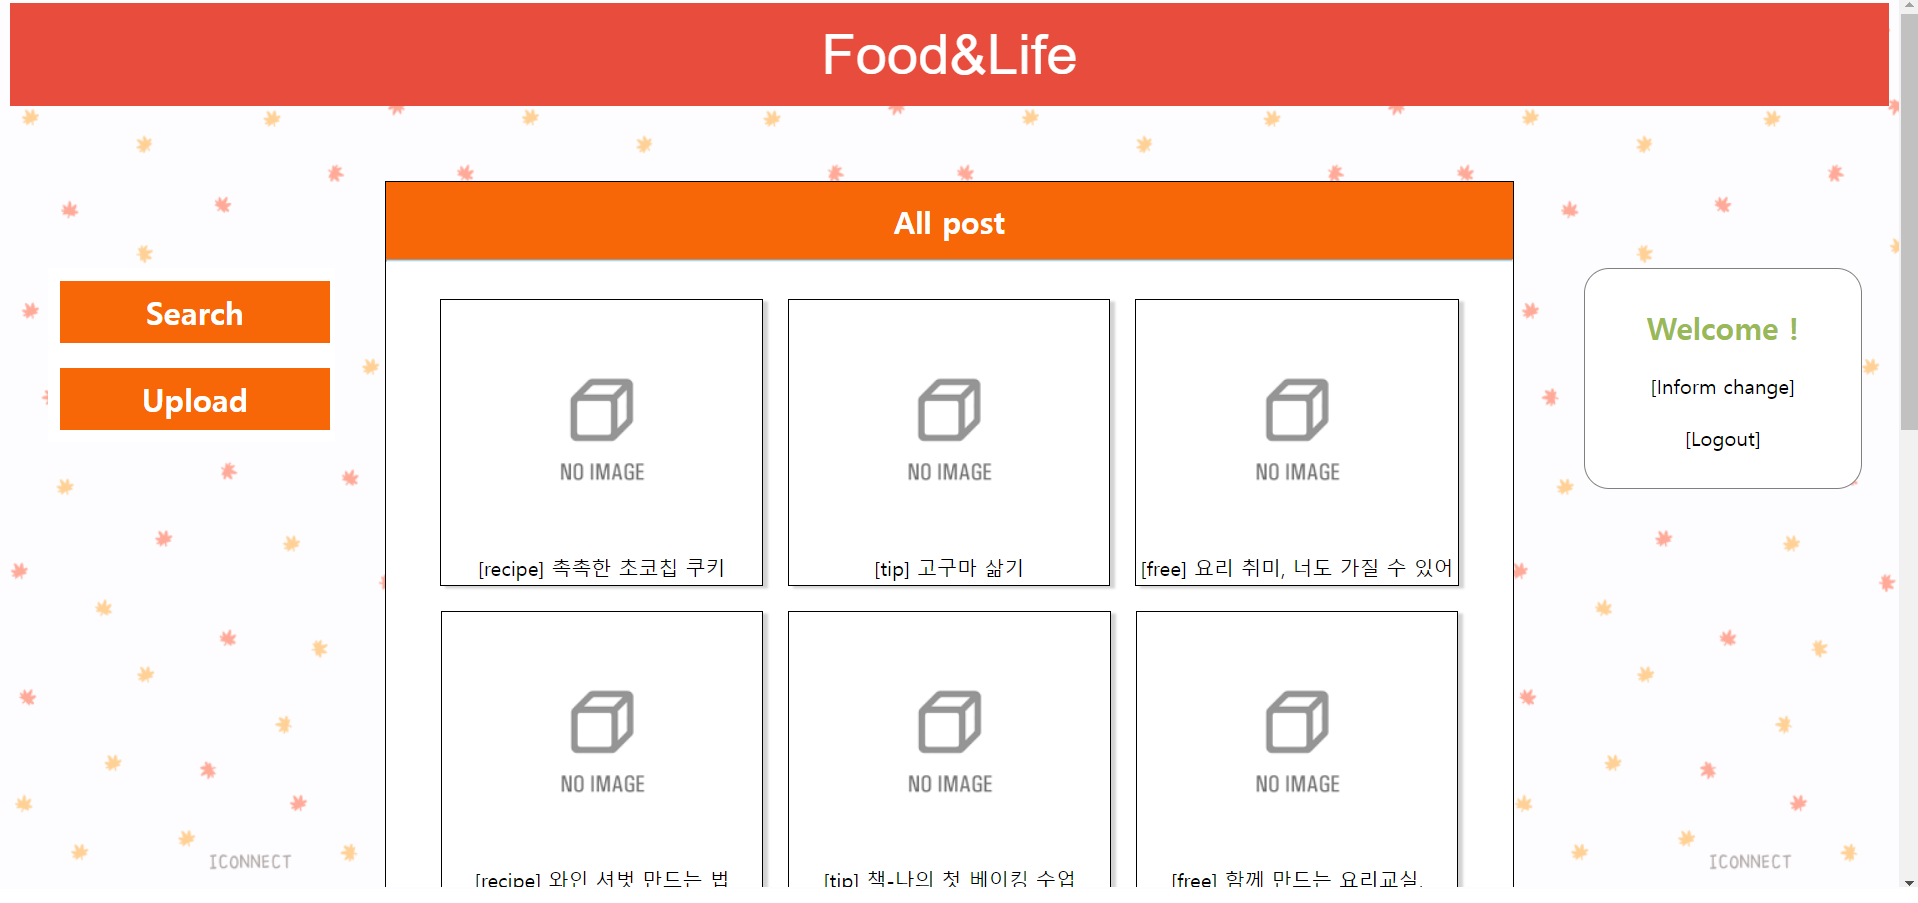 Food&Life
All post
Search
Upload
Welcome !
[Inform change]
[Logout]
NO IMAGE
NO IMAGE
NO IMAGE
[recipe] 촉촉한 초코칩 쿠키
[tip] 고구마 삶기
[free] 요리 취미, 너도 가질 수 있어
NO IMAGE
NO IMAGE
NO IMAGE
[recipe] 와인 셔벗 만드는 법
[tip] 책-나의 첫 베이킹 수업
[free] 함께 만드는 요리교실.
ICONNECT
ICONNECT